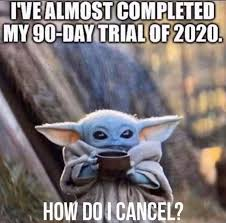 I'VE ALMOST COMPLETED
MY 90-DAY TRIAL OF 2020.
HOW DO I CANCEL?